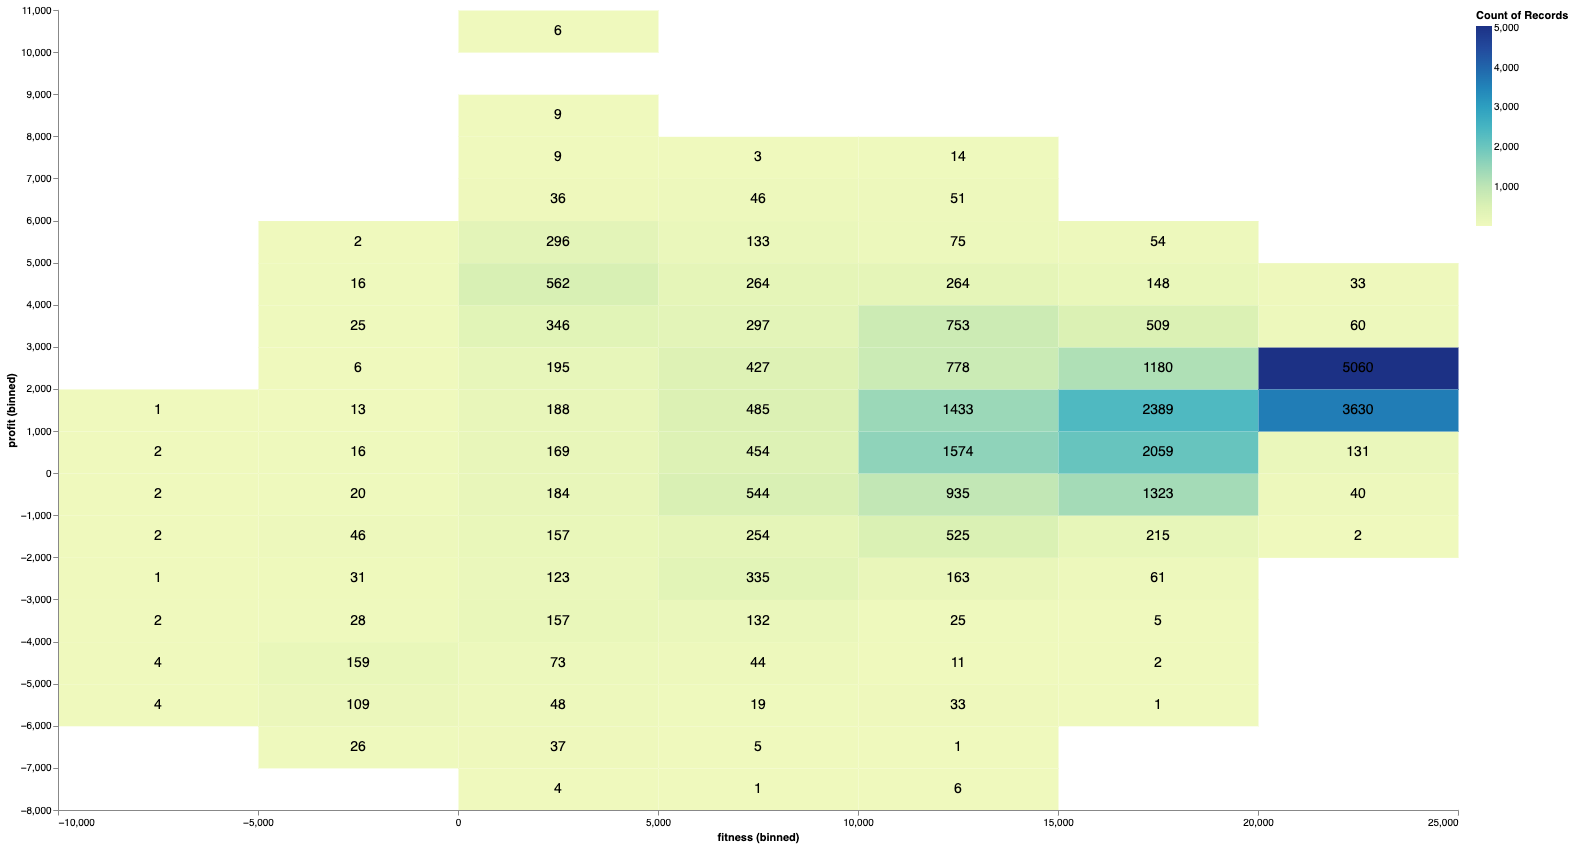 Count of Records
5,000
4,000
3,000
2,000
1,000
profit (binned)
11,000
6
10,000
9,000
9
8,000
9 3 14
7,000
36 46 51
6,000
2 296 133 75 54
5,000
16 562 264 264 148 33
4,000
25 346 297 753 509 60
3,000
6 195 427 778 1180 5060
2,000
1 13 188 485 1433 2389 3630
1,000
2 16 169 454 1574 2059 131
0
2 20 184 544 935 1323 40
−1,000
2 46 157 254 525 215 2
−2,000
1 31 123 335 163 61
−3,000
2 28 157 132 25 5
−4,000
4 159 73 44 11 2
−5,000
4 109 48 19 33 1
−6,000
26 37 5 1
−7,000
4 1 6
−8,000
−10,000 −5,000 0 5,000 10,000 15,000 20,000 25,000
fitness (binned)